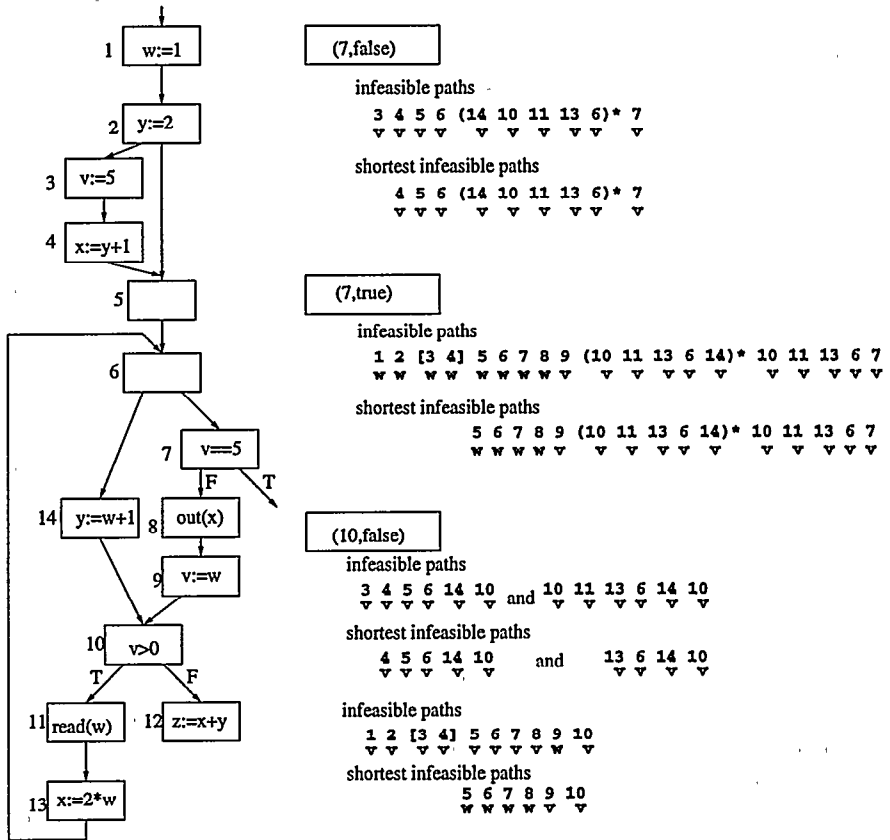 1 w:=1
2 y:=2
3 v:=5
4 x:=y+1
5
6
7 v==5
F T
14 y:=w+1
8 out(x)
9 v:=w
10 v>0
T F
11 read(w)
12 z:=x+y
13 x:=2*w
(7,false)
infeasible paths
3 4 5 6 (14 10 11 13 6)* 7
v v v v v v v v v v
shortest infeasible paths
4 5 6 (14 10 11 13 6)* 7
v v v v v v v v v
(7,true)
infeasible paths
1 2 [3 4] 5 6 7 8 9 (10 11 13 6 14)* 10 11 13 6 7
w w w w w w w w v v v v v v v v v v v
shortest infeasible paths
5 6 7 8 9 (10 11 13 6 14)* 10 11 13 6 7
w w w w v v v v v v v v v v v
(10,false)
infeasible paths
3 4 5 6 14 10 and 10 11 13 6 14 10
v v v v v v v v v v v v
shortest infeasible paths
4 5 6 14 10 and 13 6 14 10
v v v v v v v v v
infeasible paths
1 2 [3 4] 5 6 7 8 9 10
v v v v v v v v w v
shortest infeasible paths
5 6 7 8 9 10
w w w w v v